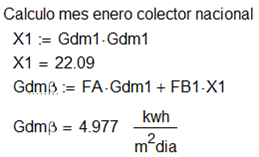 Calculo mes enero colector nacional
X1 := Gdm1·Gdm1
X1 = 22.09
Gdmβ := FA·Gdm1 + FB1·X1
Gdmβ = 4.977 kwh
m²dia